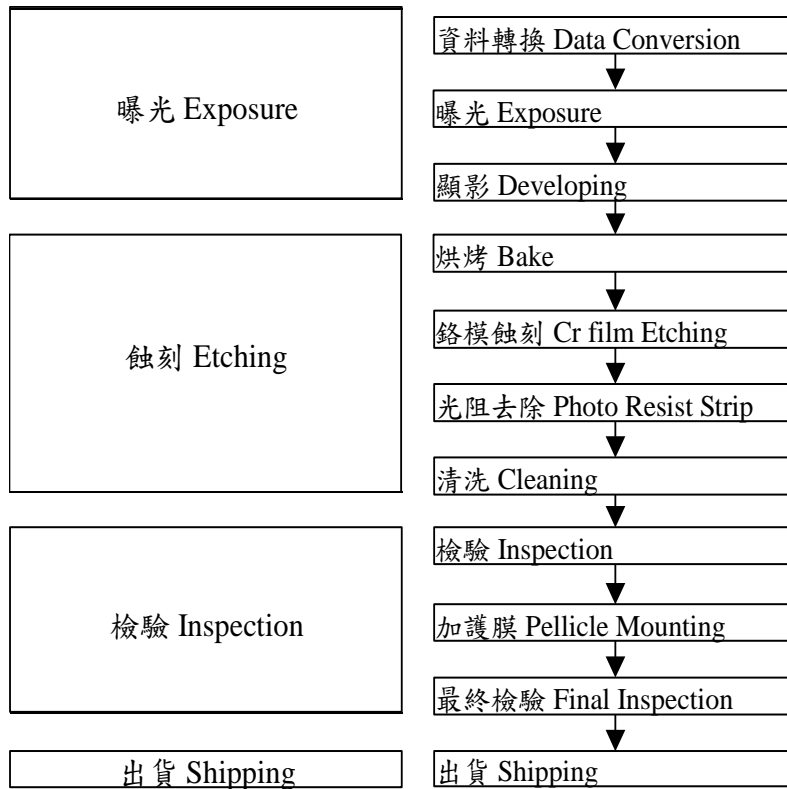 曝光 Exposure
資料轉換 Data Conversion
曝光 Exposure
顯影 Developing
蝕刻 Etching
烘烤 Bake
鉻模蝕刻 Cr film Etching
光阻去除 Photo Resist Strip
清洗 Cleaning
檢驗 Inspection
檢驗 Inspection
加護膜 Pellicle Mounting
最終檢驗 Final Inspection
出貨 Shipping
出貨 Shipping